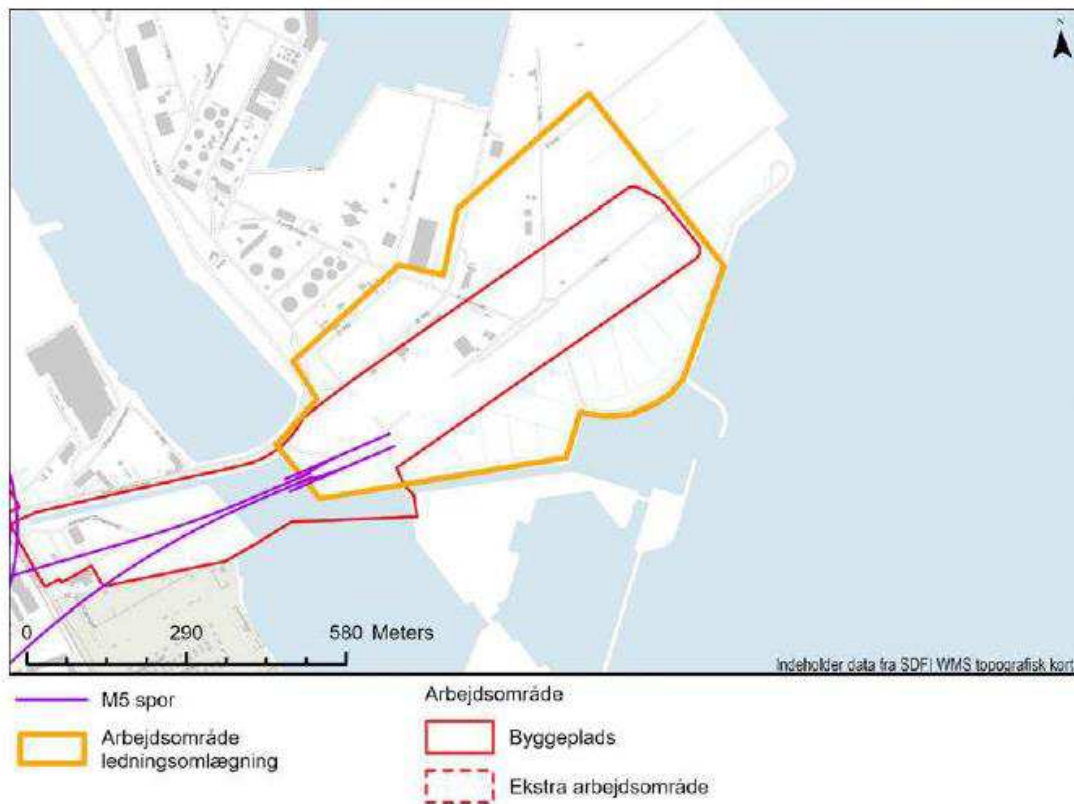 N
0 290 580 Meters
Indeholder data fra SDFI WMS topografisk kort
M5 spor
Arbejdsområde
ledningsomlægning
Arbejdsområde
Byggeplads
Ekstra arbejdsområde